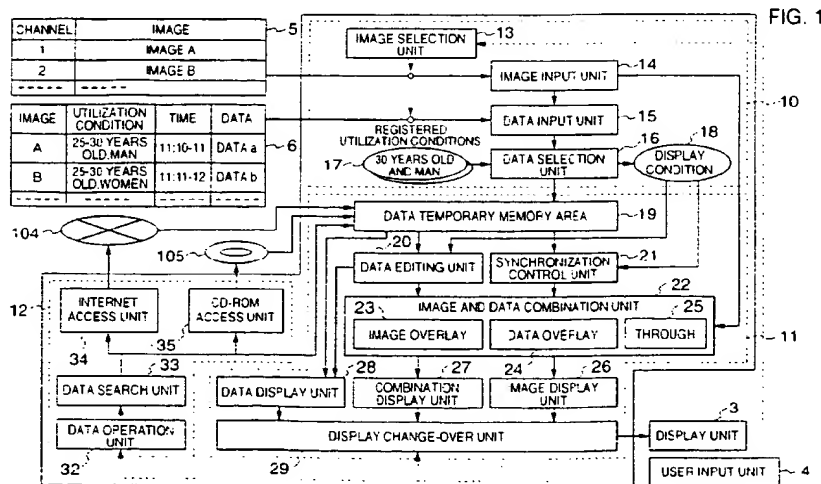 FIG. 1
CHANNEL IMAGE 5
1 IMAGE A
2 IMAGE B
IMAGE SELECTION UNIT 13
IMAGE INPUT UNIT 14
10
IMAGE UTILIZATION CONDITION TIME DATA
A 25-30 YEARS OLD.MAN 11:10-11 DATA a 6
B 25-30 YEARS OLD.WOMEN 11:11-12 DATA b
DATA INPUT UNIT 15
REGISTERED UTILIZATION CONDITIONS
17 30 YEARS OLD AND MAN
DATA SELECTION UNIT 16
DISPLAY CONDITION 18
104
105
DATA TEMPORARY MEMORY AREA 19
20 DATA EDITING UNIT
SYNCHRONIZATION CONTROL UNIT 21
12
INTERNET ACCESS UNIT 34
CD-ROM ACCESS UNIT 35
IMAGE AND DATA COMBINATION UNIT 22
23 IMAGE OVERLAY
DATA OVEFLAY 24
THROUGH 25
11
DATA SEARCH UNIT 33
DATA DISPLAY UNIT 28
COMBINATION DISPLAY UNIT 27
MAGE DISPLAY UNIT 26
DATA OPERATION UNIT 32
DISPLAY CHANGE-OVER UNIT 29
DISPLAY UNIT 3
USER INPUT UNIT 4